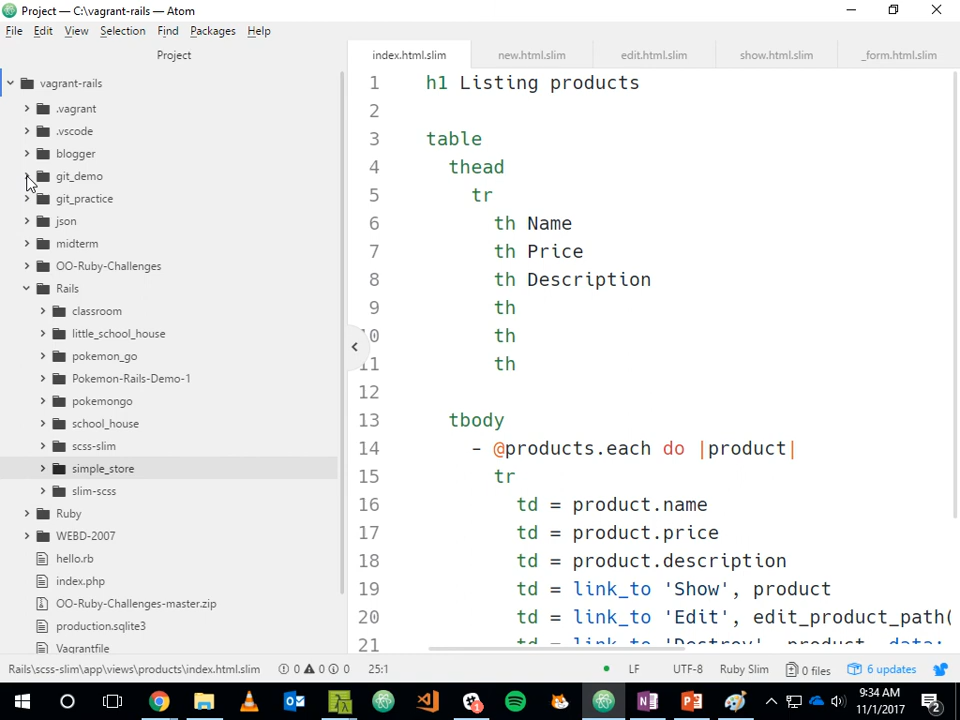 Project — C:\vagrant-rails — Atom
File Edit View Selection Find Packages Help
Project
index.html.slim new.html.slim edit.html.slim show.html.slim _form.html.slim
vagrant-rails
.vagrant
.vscode
blogger
git_demo
git_practice
json
midterm
OO-Ruby-Challenges
Rails
classroom
little_school_house
pokemon_go
Pokemon-Rails-Demo-1
pokemongo
school_house
scss-slim
simple_store
slim-scss
Ruby
WEBD-2007
hello.rb
index.php
OO-Ruby-Challenges-master.zip
production.sqlite3
Vagrantfile
1 h1 Listing products
2
3 table
4 thead
5 tr
6 th Name
7 th Price
8 th Description
9 th
10 th
11 th
12
13 tbody
14 - @products.each do |product|
15 tr
16 td = product.name
17 td = product.price
18 td = product.description
19 td = link_to 'Show', product
20 td = link_to 'Edit', edit_product_path(
21 td = link_to 'Destroy', product, data:
Rails\scss-slim\app\views\products\index.html.slim 0 0 0 25:1 LF UTF-8 Ruby Slim 0 files 6 updates
9:34 AM
11/1/2017
2